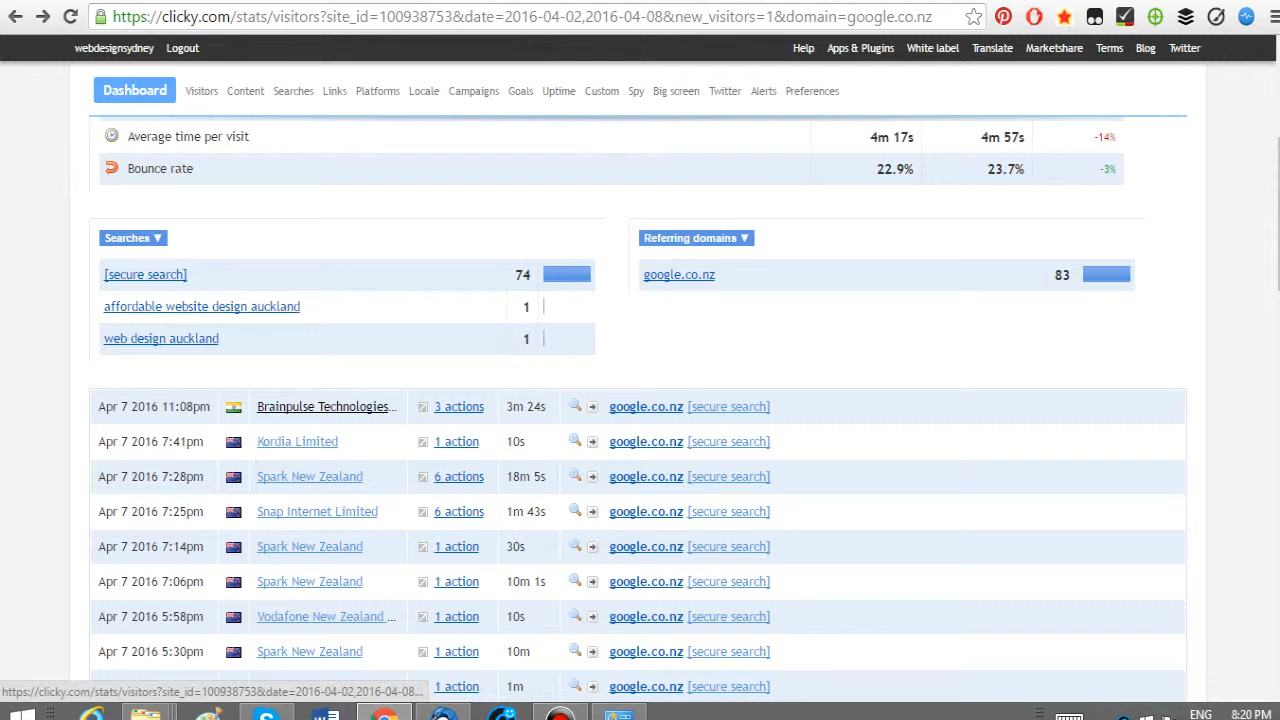 https://clicky.com/stats/visitors?site_id=100938753&date=2016-04-02,2016-04-08&new_visitors=1&domain=google.co.nz
webdesignsydney Logout Help Apps & Plugins White label Translate Marketshare Terms Blog Twitter
Dashboard Visitors Content Searches Links Platforms Locale Campaigns Goals Uptime Custom Spy Big screen Twitter Alerts Preferences
Average time per visit 4m 17s 4m 57s -14%
Bounce rate 22.9% 23.7% -3%
Searches ▼ Referring domains ▼
[secure search] 74 google.co.nz 83
affordable website design auckland 1
web design auckland 1
Apr 7 2016 11:08pm Brainpulse Technologies... 3 actions 3m 24s google.co.nz [secure search]
Apr 7 2016 7:41pm Kordia Limited 1 action 10s google.co.nz [secure search]
Apr 7 2016 7:28pm Spark New Zealand 6 actions 18m 5s google.co.nz [secure search]
Apr 7 2016 7:25pm Snap Internet Limited 6 actions 1m 43s google.co.nz [secure search]
Apr 7 2016 7:14pm Spark New Zealand 1 action 30s google.co.nz [secure search]
Apr 7 2016 7:06pm Spark New Zealand 1 action 10m 1s google.co.nz [secure search]
Apr 7 2016 5:58pm Vodafone New Zealand ... 1 action 10s google.co.nz [secure search]
Apr 7 2016 5:30pm Spark New Zealand 1 action 10m google.co.nz [secure search]
1 action 1m google.co.nz [secure search]
https://clicky.com/stats/visitors?site_id=100938753&date=2016-04-02,2016-04-08...
ENG 8:20 PM